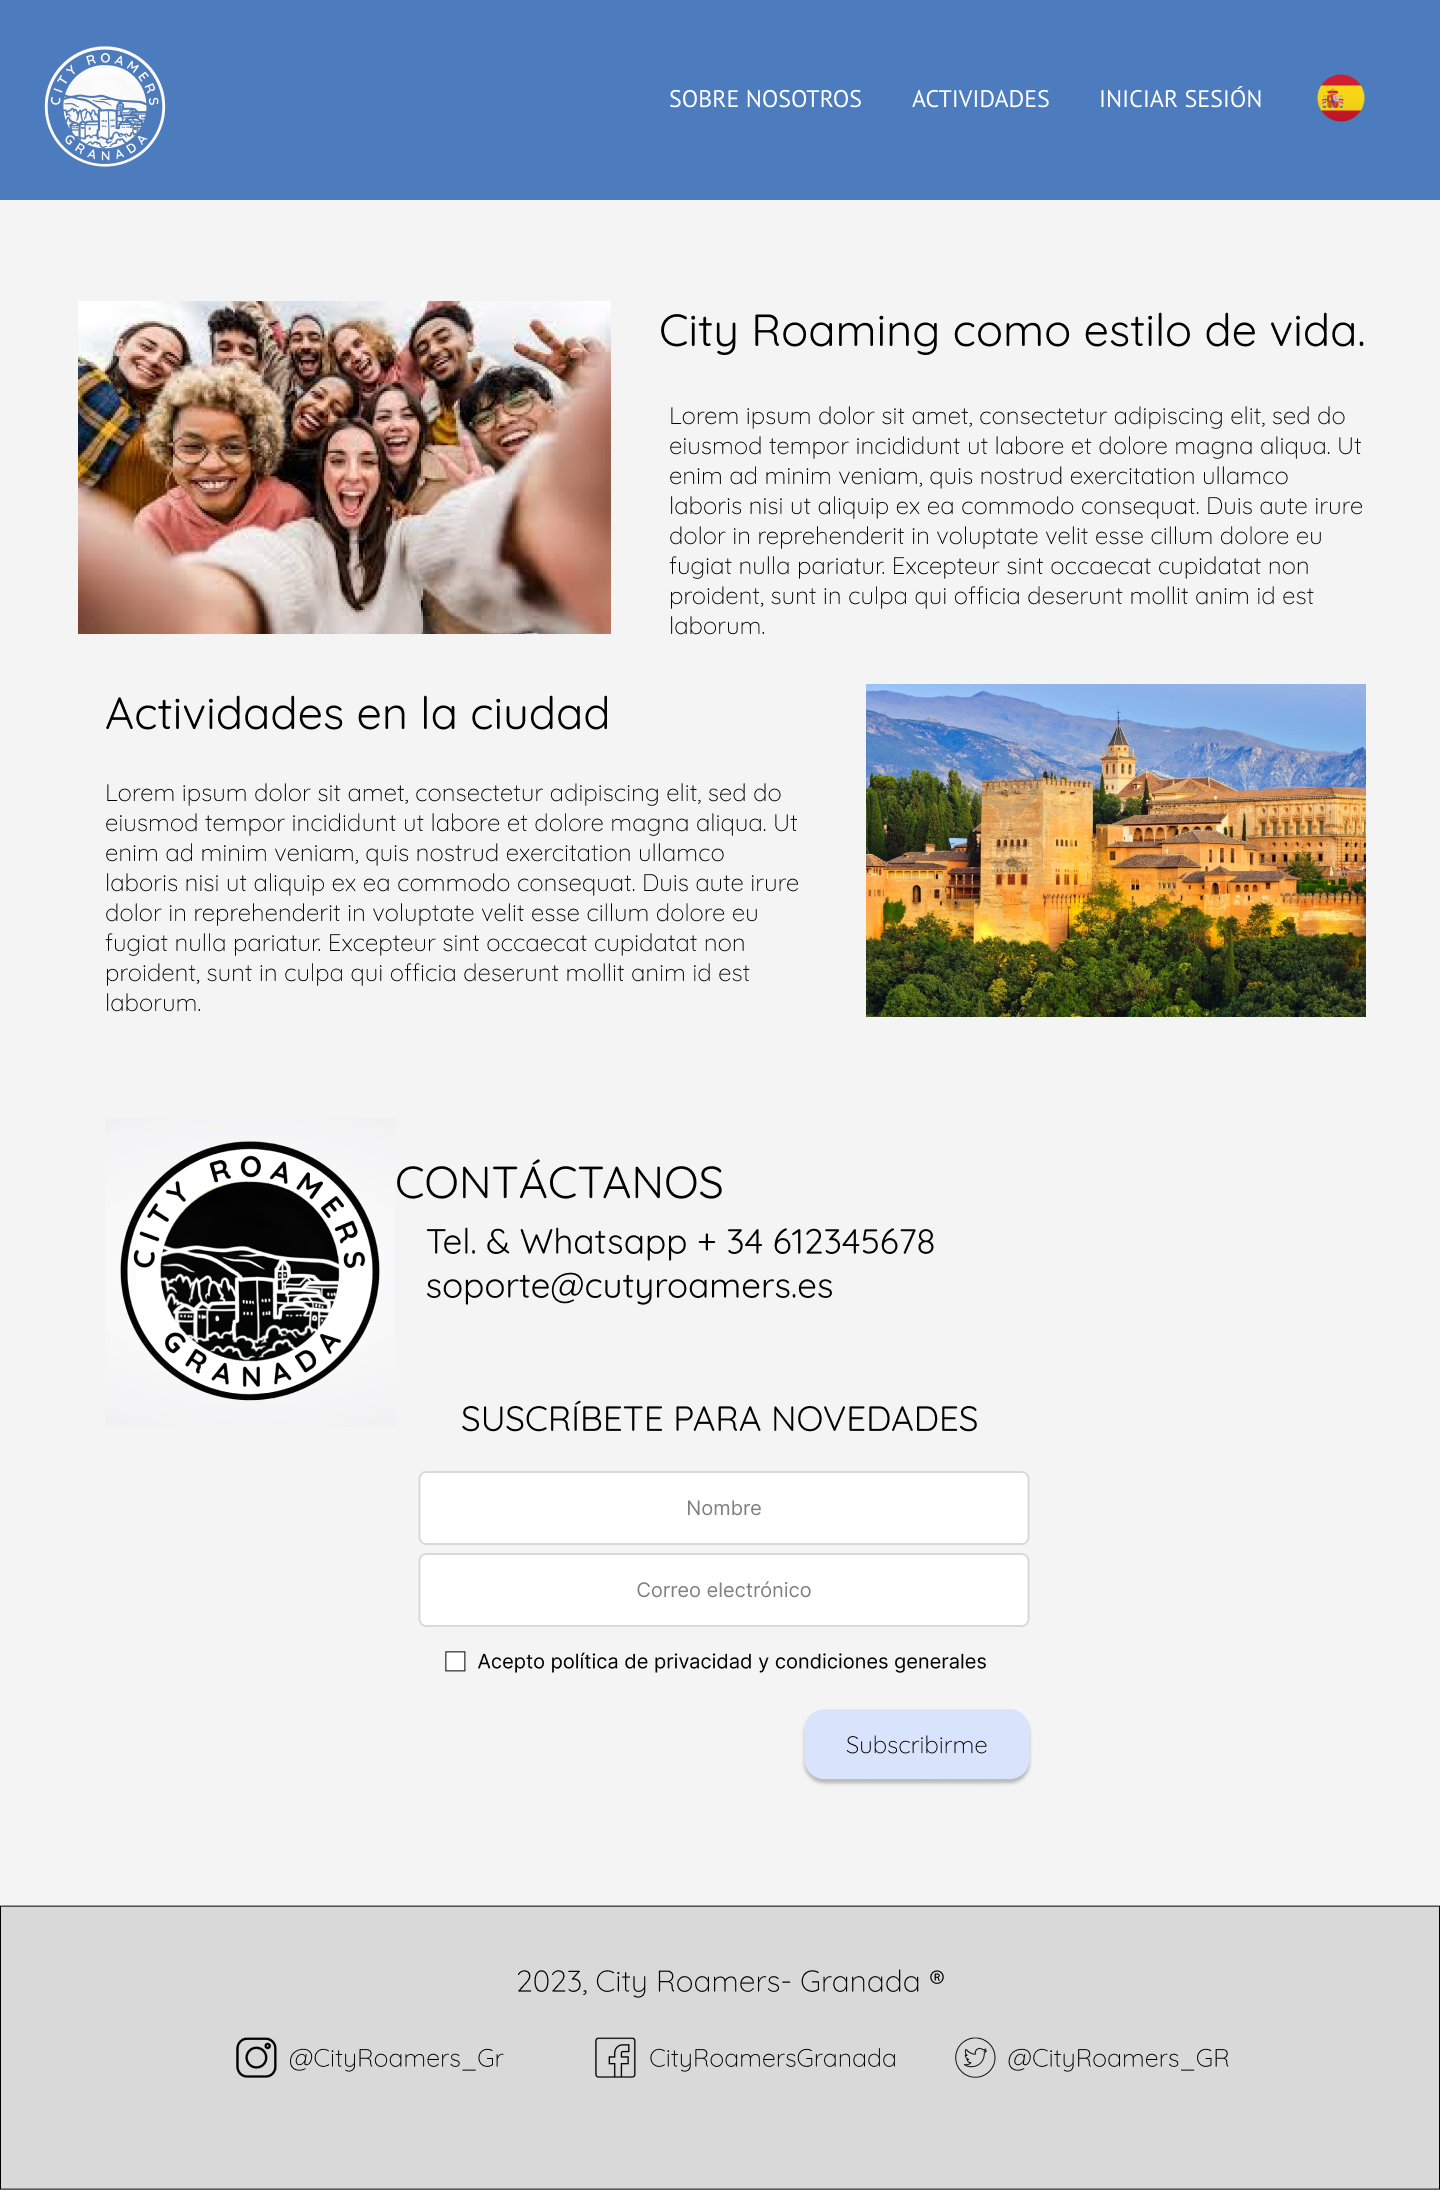 CITY ROAMERS
GRANADA
SOBRE NOSOTROS
ACTIVIDADES
INICIAR SESIÓN
City Roaming como estilo de vida.
Lorem ipsum dolor sit amet, consectetur adipiscing elit, sed do
eiusmod tempor incididunt ut labore et dolore magna aliqua. Ut
enim ad minim veniam, quis nostrud exercitation ullamco
laboris nisi ut aliquip ex ea commodo consequat. Duis aute irure
dolor in reprehenderit in voluptate velit esse cillum dolore eu
fugiat nulla pariatur. Excepteur sint occaecat cupidatat non
proident, sunt in culpa qui officia deserunt mollit anim id est
laborum.
Actividades en la ciudad
Lorem ipsum dolor sit amet, consectetur adipiscing elit, sed do
eiusmod tempor incididunt ut labore et dolore magna aliqua. Ut
enim ad minim veniam, quis nostrud exercitation ullamco
laboris nisi ut aliquip ex ea commodo consequat. Duis aute irure
dolor in reprehenderit in voluptate velit esse cillum dolore eu
fugiat nulla pariatur. Excepteur sint occaecat cupidatat non
proident, sunt in culpa qui officia deserunt mollit anim id est
laborum.
CITY ROAMERS
GRANADA
CONTÁCTANOS
Tel. & Whatsapp + 34 612345678
soporte@cutyroamers.es
SUSCRÍBETE PARA NOVEDADES
Nombre
Correo electrónico
Acepto política de privacidad y condiciones generales
Subscribirme
2023, City Roamers- Granada ®
@CityRoamers_Gr
CityRoamersGranada
@CityRoamers_GR